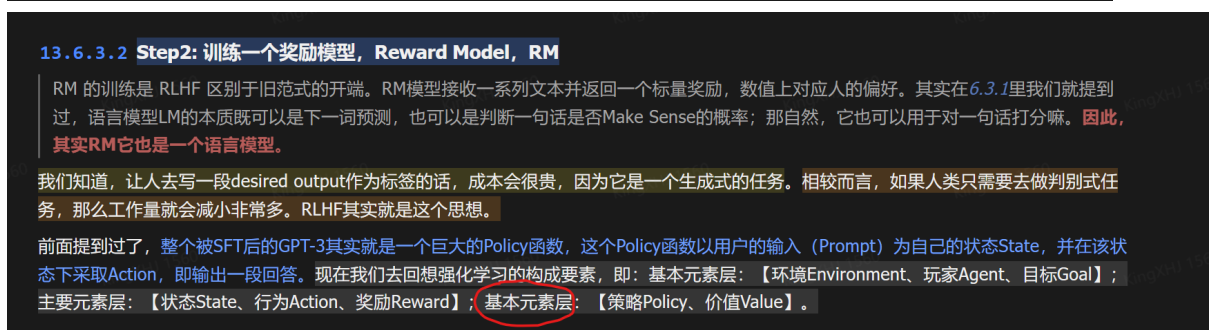 13.6.3.2 Step2: 训练一个奖励模型，Reward Model，RM
RM 的训练是 RLHF 区别于旧范式的开端。RM模型接收一系列文本并返回一个标量奖励，数值上对应人的偏好。其实在6.3.1里我们就提到
过，语言模型LM的本质既可以是下一词预测，也可以是判断一句话是否Make Sense的概率；那自然，它也可以用于对一句话打分嘛。因此，
其实RM它也是一个语言模型。
我们知道，让人去写一段desired output作为标签的话，成本会很贵，因为它是一个生成式的任务。相较而言，如果人类只需要去做判别式任
务，那么工作量就会减小非常多。RLHF其实就是这个思想。
前面提到过了，整个被SFT后的GPT-3其实就是一个巨大的Policy函数，这个Policy函数以用户的输入（Prompt）为自己的状态State，并在该状
态下采取Action，即输出一段回答。现在我们去回想强化学习的构成要素，即：基本元素层：【环境Environment、玩家Agent、目标Goal】；
主要元素层：【状态State、行为Action、奖励Reward】；基本元素层：【策略Policy、价值Value】。